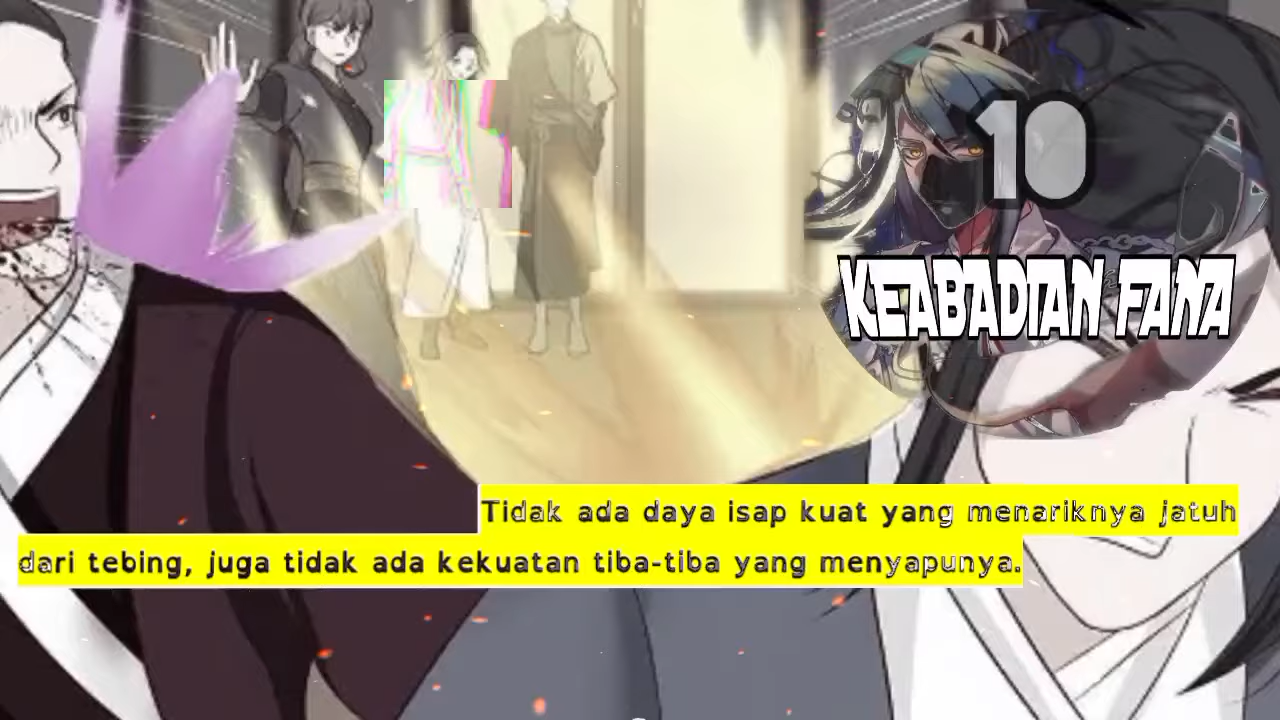 10
KEABADIAN FANA
Tidak ada daya isap kuat yang menariknya jatuh
dari tebing, juga tidak ada kekuatan tiba-tiba yang menyapunya.